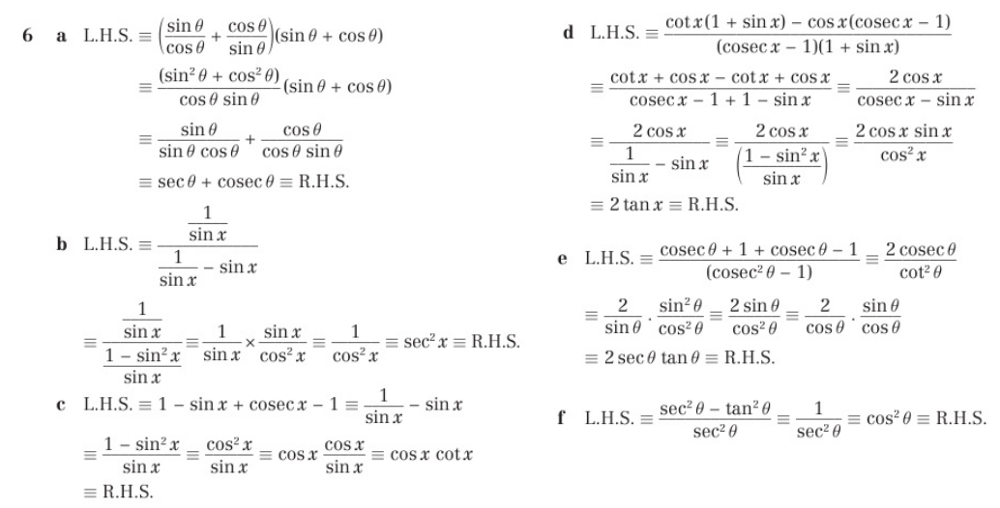 6 a L.H.S. ≡ (sin θ/cos θ + cos θ/sin θ)(sin θ + cos θ)
≡ (sin² θ + cos² θ)/(cos θ sin θ) (sin θ + cos θ)
≡ sin θ/(sin θ cos θ) + cos θ/(cos θ sin θ)
≡ sec θ + cosec θ ≡ R.H.S.
b L.H.S. ≡ (1/sin x)/(1/sin x − sin x)
≡ (1/sin x)/((1 − sin² x)/sin x) ≡ 1/sin x × sin x/cos² x ≡ 1/cos² x ≡ sec² x ≡ R.H.S.
c L.H.S. ≡ 1 − sin x + cosec x − 1 ≡ 1/sin x − sin x
≡ (1 − sin² x)/sin x ≡ cos² x/sin x ≡ cos x cos x/sin x ≡ cos x cot x
≡ R.H.S.
d L.H.S. ≡ (cot x(1 + sin x) − cos x(cosec x − 1))/((cosec x − 1)(1 + sin x))
≡ (cot x + cos x − cot x + cos x)/(cosec x − 1 + 1 − sin x) ≡ 2 cos x/(cosec x − sin x)
≡ 2 cos x/(1/sin x − sin x) ≡ 2 cos x/((1 − sin² x)/sin x) ≡ 2 cos x sin x/cos² x
≡ 2 tan x ≡ R.H.S.
e L.H.S. ≡ (cosec θ + 1 + cosec θ − 1)/(cosec² θ − 1) ≡ 2 cosec θ/cot² θ
≡ 2/sin θ . sin² θ/cos² θ ≡ 2 sin θ/cos² θ ≡ 2/cos θ . sin θ/cos θ
≡ 2 sec θ tan θ ≡ R.H.S.
f L.H.S. ≡ (sec² θ − tan² θ)/sec² θ ≡ 1/sec² θ ≡ cos² θ ≡ R.H.S.